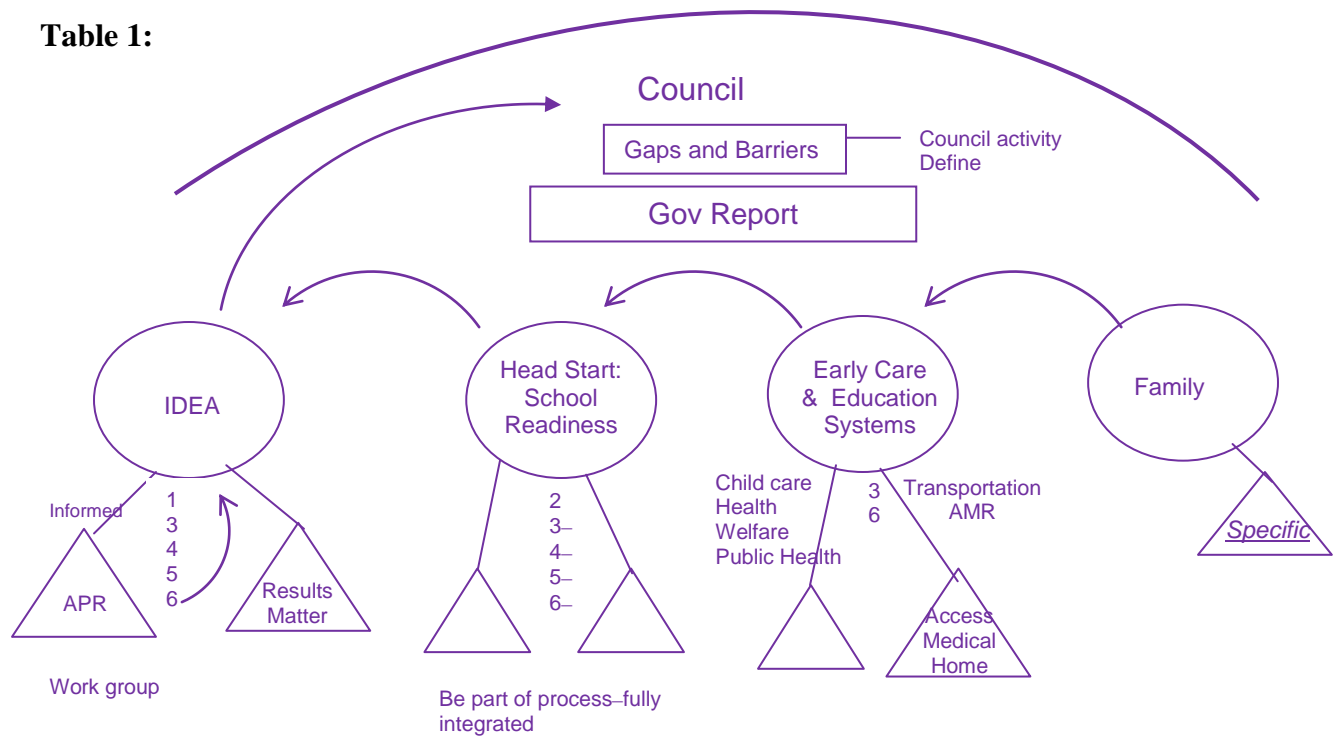 Table 1:
Council
Gaps and Barriers
Council activity
Define
Gov Report
IDEA
Head Start:
School
Readiness
Early Care
& Education
Systems
Family
Informed
1
3
4
5
6
APR
Results
Matter
Work group
2
3–
4–
5–
6–
Be part of process–fully
integrated
Child care
Health
Welfare
Public Health
3
6
Transportation
AMR
Access
Medical
Home
Specific